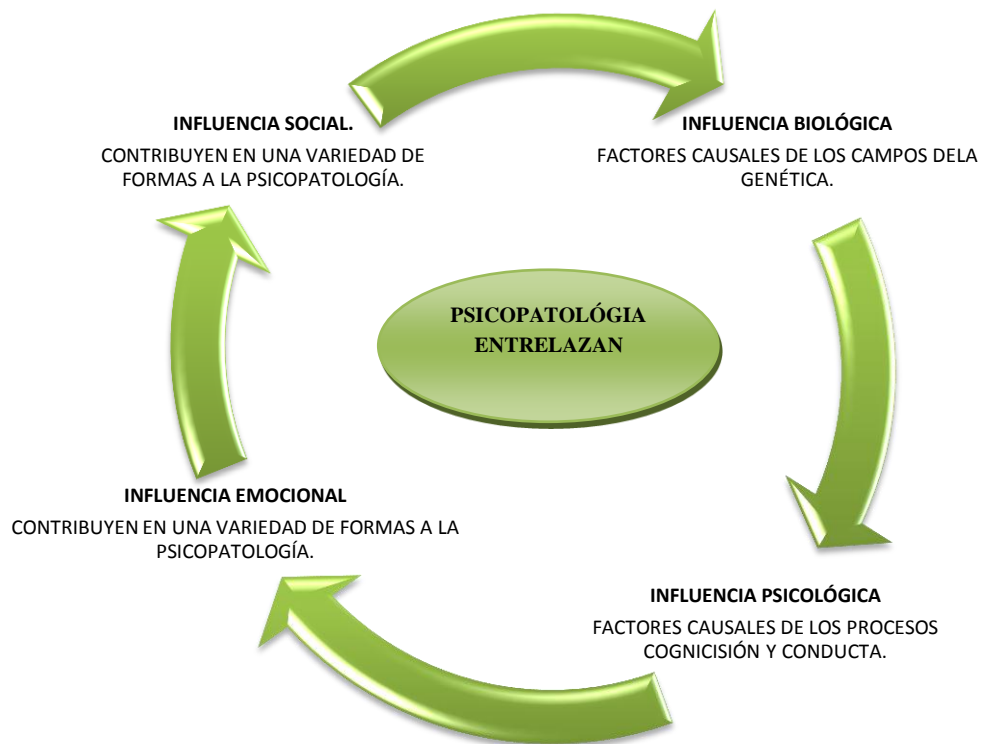 INFLUENCIA SOCIAL.
CONTRIBUYEN EN UNA VARIEDAD DE
FORMAS A LA PSICOPATOLOGÍA.
INFLUENCIA BIOLÓGICA
FACTORES CAUSALES DE LOS CAMPOS DELA
GENÉTICA.
PSICOPATOLÓGIA
ENTRELAZAN
INFLUENCIA EMOCIONAL
CONTRIBUYEN EN UNA VARIEDAD DE FORMAS A LA
PSICOPATOLOGÍA.
INFLUENCIA PSICOLÓGICA
FACTORES CAUSALES DE LOS PROCESOS
COGNICISIÓN Y CONDUCTA.